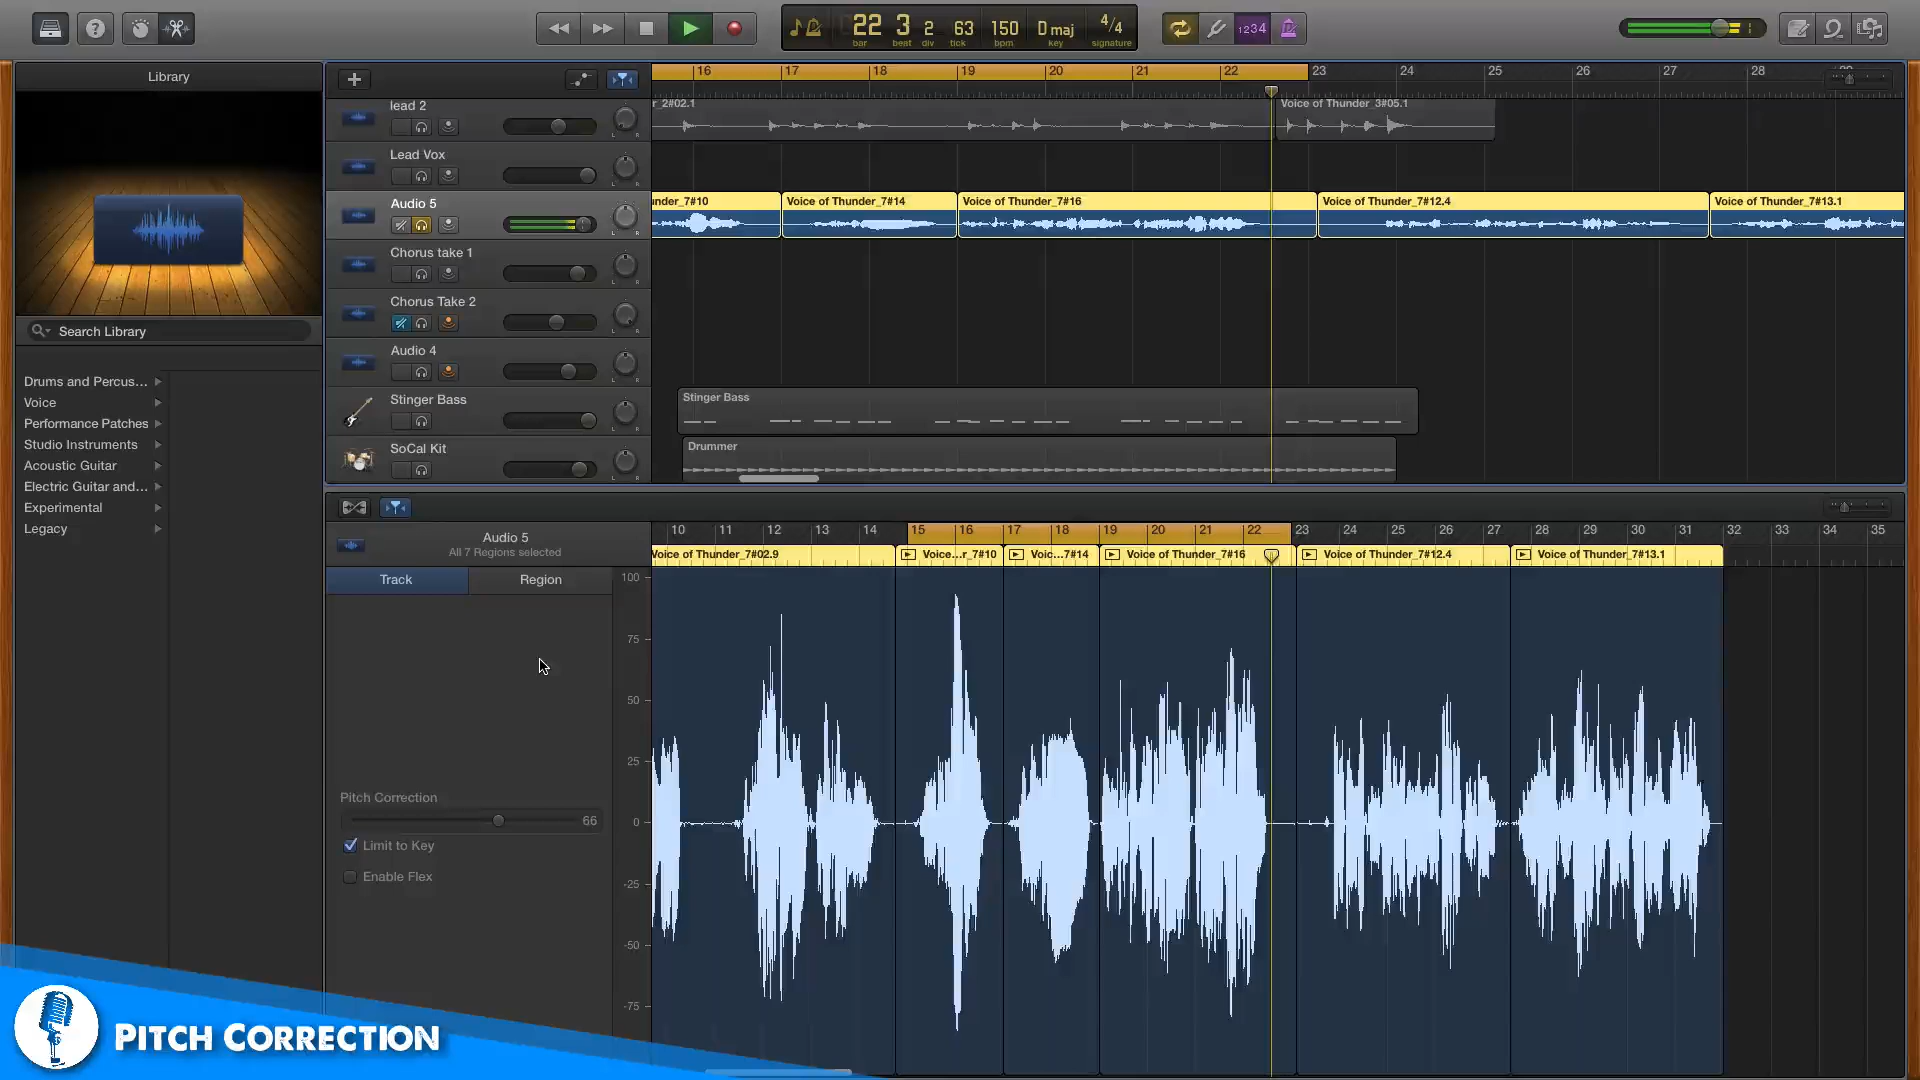 22 3 2 63 150 D maj 4/4
bar beat div tick bpm key signature
1234
Library
Search Library
Drums and Percus...
Voice
Performance Patches
Studio Instruments
Acoustic Guitar
Electric Guitar and...
Experimental
Legacy
16 17 18 19 20 21 22 23 24 25 26 27 28
lead 2
r_2#02.1
Voice of Thunder_3#05.1
Lead Vox
Audio 5
under_7#10
Voice of Thunder_7#14
Voice of Thunder_7#16
Voice of Thunder_7#12.4
Voice of Thunder_7#13.1
Chorus take 1
Chorus Take 2
Audio 4
Stinger Bass
Stinger Bass
SoCal Kit
Drummer
Audio 5
All 7 Regions selected
Track
Region
Pitch Correction
66
Limit to Key
Enable Flex
10 11 12 13 14 15 16 17 18 19 20 21 22 23 24 25 26 27 28 29 30 31 32 33 34 35
Voice of Thunder_7#02.9
Voice...r_7#10
Voic...7#14
Voice of Thunder_7#16
Voice of Thunder_7#12.4
Voice of Thunder_7#13.1
100
75
50
25
0
-25
-50
-75
Pitch Correction